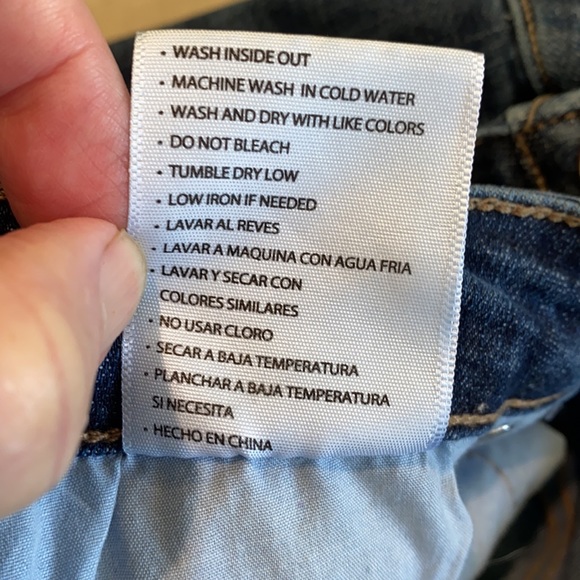 • WASH INSIDE OUT
• MACHINE WASH IN COLD WATER
• WASH AND DRY WITH LIKE COLORS
• DO NOT BLEACH
• TUMBLE DRY LOW
• LOW IRON IF NEEDED
• LAVAR AL REVES
• LAVAR A MAQUINA CON AGUA FRIA
• LAVAR Y SECAR CON
COLORES SIMILARES
• NO USAR CLORO
• SECAR A BAJA TEMPERATURA
• PLANCHAR A BAJA TEMPERATURA
SI NECESITA
• HECHO EN CHINA